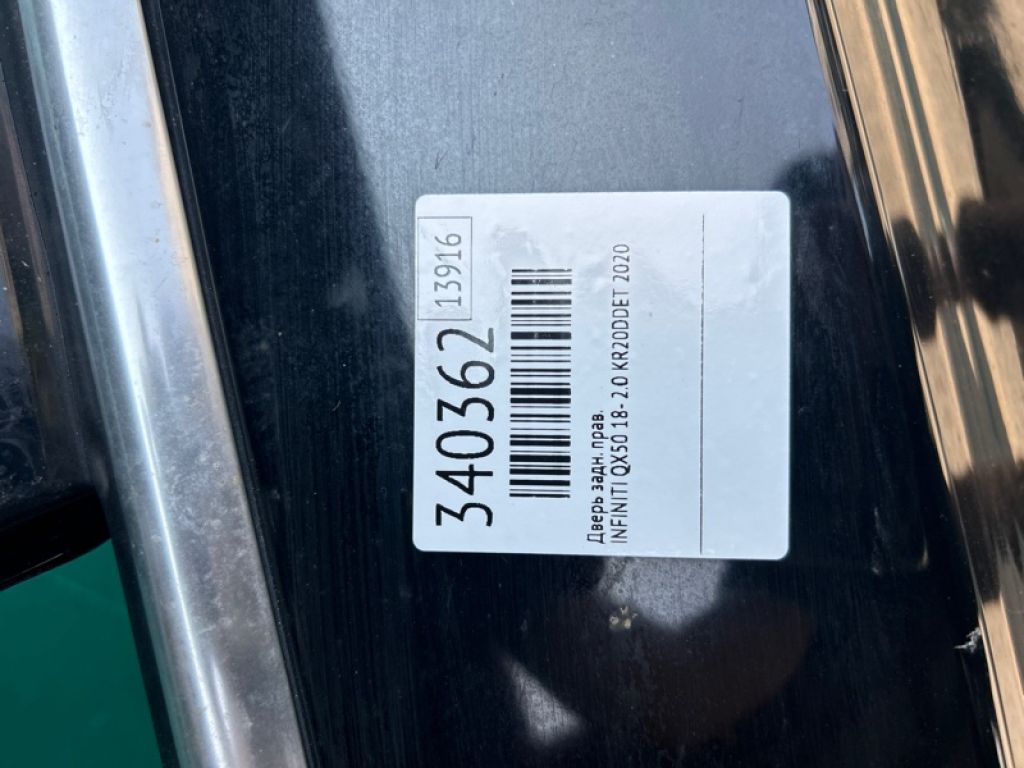 340362 13916
Дверь задн. прав.
INFINITI QX50 18- 2.0 KR20DDET 2020